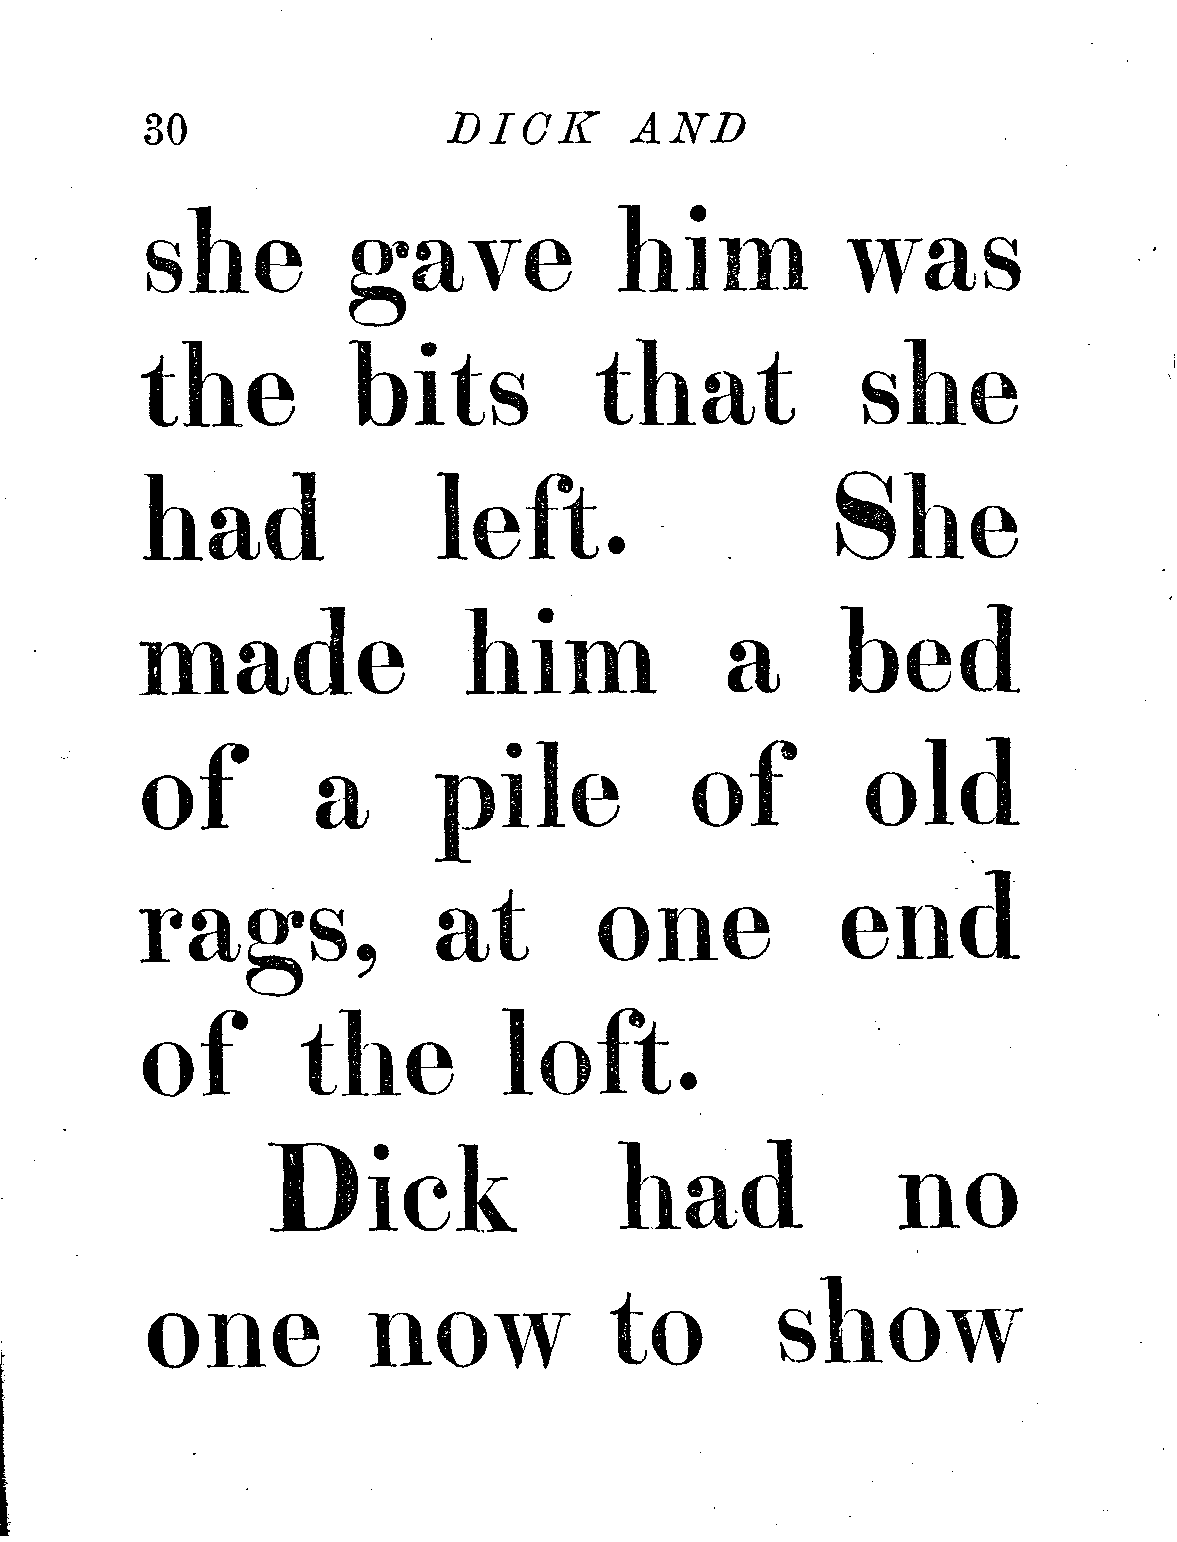 30 DICK AND
she gave him was
the bits that she
had left. She
made him a bed
of a pile of old
rags, at one end
of the loft.
Dick had no
one now to show